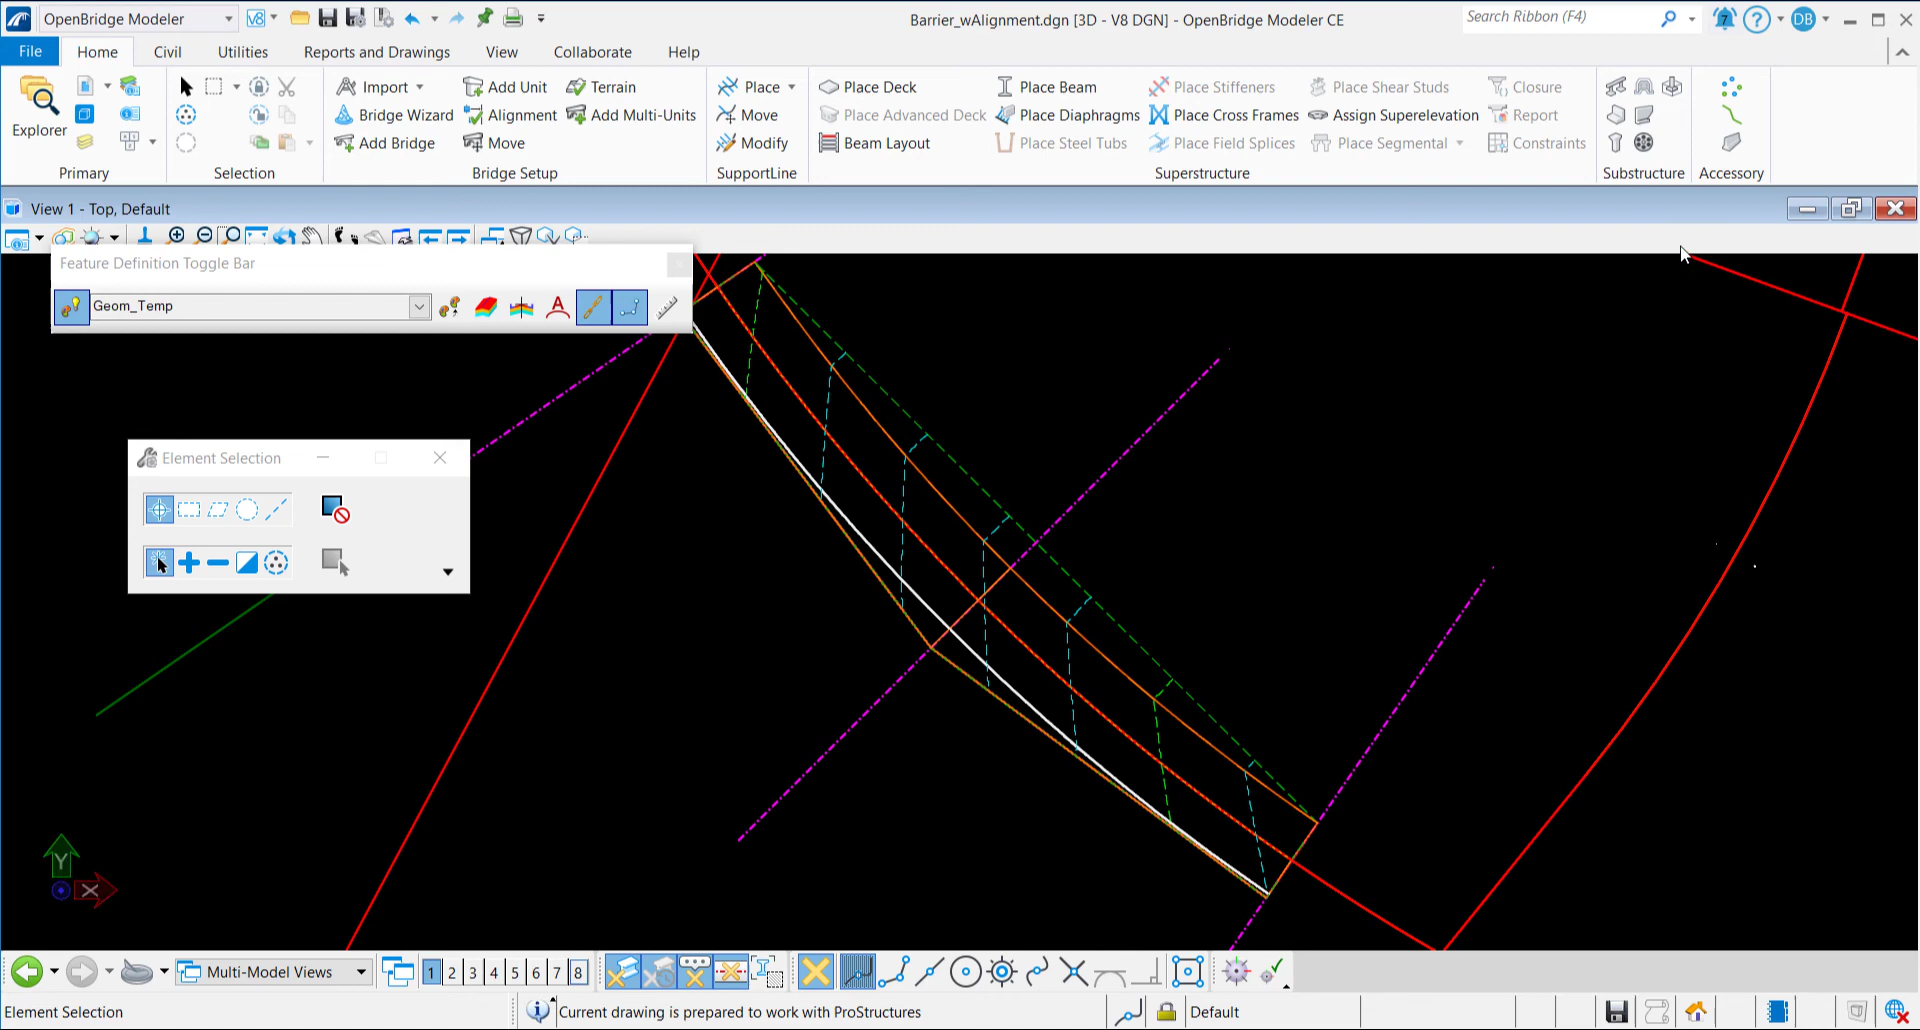 OpenBridge Modeler
V8
Barrier_wAlignment.dgn [3D - V8 DGN] - OpenBridge Modeler CE
Search Ribbon (F4)
7
?
DB
File
Home
Civil
Utilities
Reports and Drawings
View
Collaborate
Help
Import
Add Unit
Terrain
Place
Place Deck
Place Beam
Place Stiffeners
Place Shear Studs
Closure
Bridge Wizard
Alignment
Add Multi-Units
Move
Place Advanced Deck
Place Diaphragms
Place Cross Frames
Assign Superelevation
Report
Explorer
Add Bridge
Move
Modify
Beam Layout
Place Steel Tubs
Place Field Splices
Place Segmental
Constraints
Primary
Selection
Bridge Setup
SupportLine
Superstructure
Substructure
Accessory
View 1 - Top, Default
Feature Definition Toggle Bar
Geom_Temp
A
Element Selection
Y
X
Multi-Model Views
1 2 3 4 5 6 7 8
Element Selection
Current drawing is prepared to work with ProStructures
Default